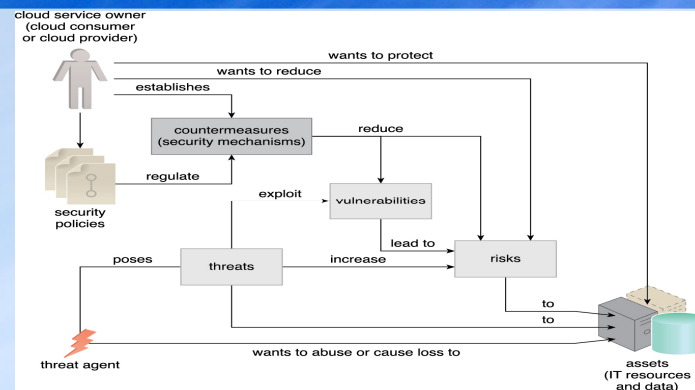 cloud service owner
(cloud consumer
or cloud provider)
wants to protect
wants to reduce
establishes
countermeasures
(security mechanisms)
reduce
regulate
exploit
vulnerabilities
security
policies
lead to
poses
threats
increase
risks
to
to
threat agent
wants to abuse or cause loss to
assets
(IT resources
and data)